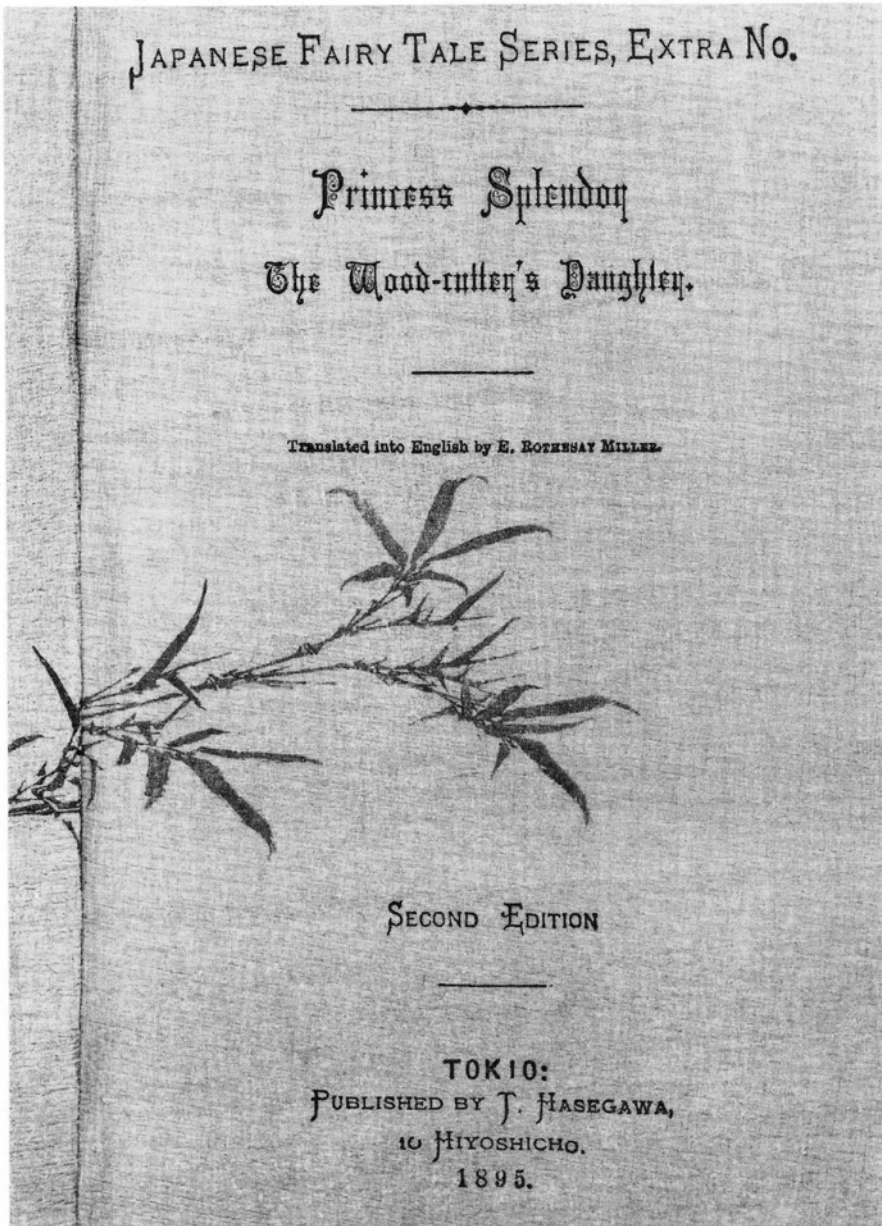 JAPANESE FAIRY TALE SERIES, EXTRA NO.
Princess Splendor
The Wood-cutter's Daughter.
Translated into English by E. ROTHESAY MILLER.
SECOND EDITION
TOKIO:
PUBLISHED BY T. HASEGAWA,
10 HIYOSHICHO.
1895.